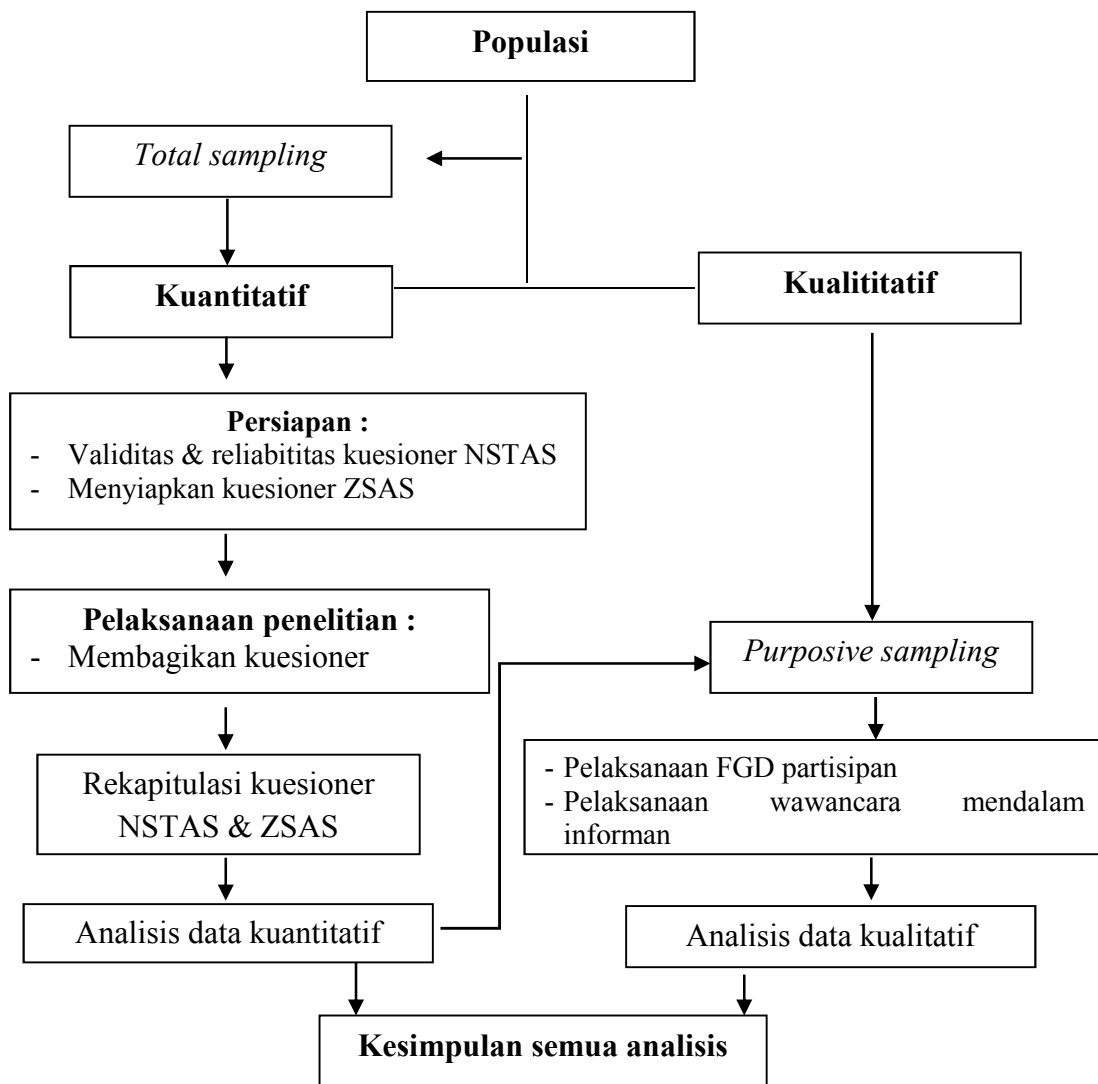 Populasi
Total sampling
Kuantitatif
Kualititatif
Persiapan :
- Validitas & reliabititas kuesioner NSTAS
- Menyiapkan kuesioner ZSAS
Pelaksanaan penelitian :
- Membagikan kuesioner
Purposive sampling
Rekapitulasi kuesioner
NSTAS & ZSAS
- Pelaksanaan FGD partisipan
- Pelaksanaan wawancara mendalam
informan
Analisis data kuantitatif
Analisis data kualitatif
Kesimpulan semua analisis